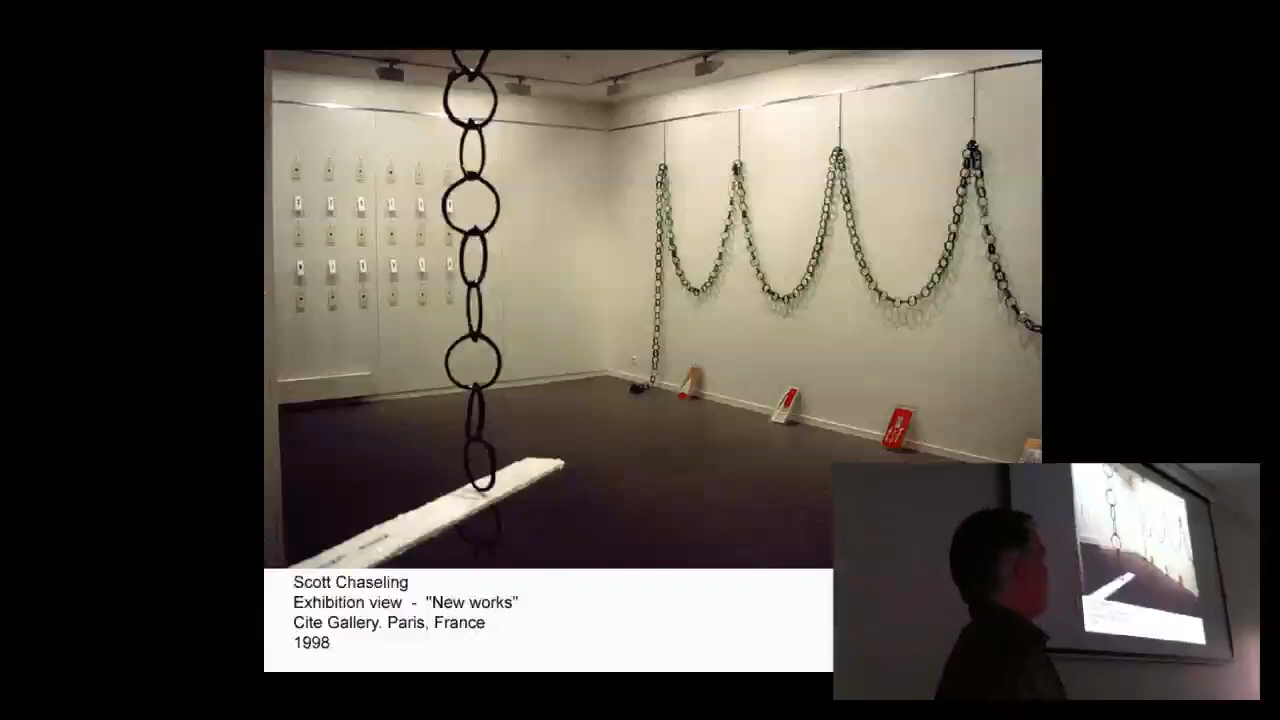 Scott Chaseling
Exhibition view  -  "New works"
Cite Gallery. Paris, France
1998